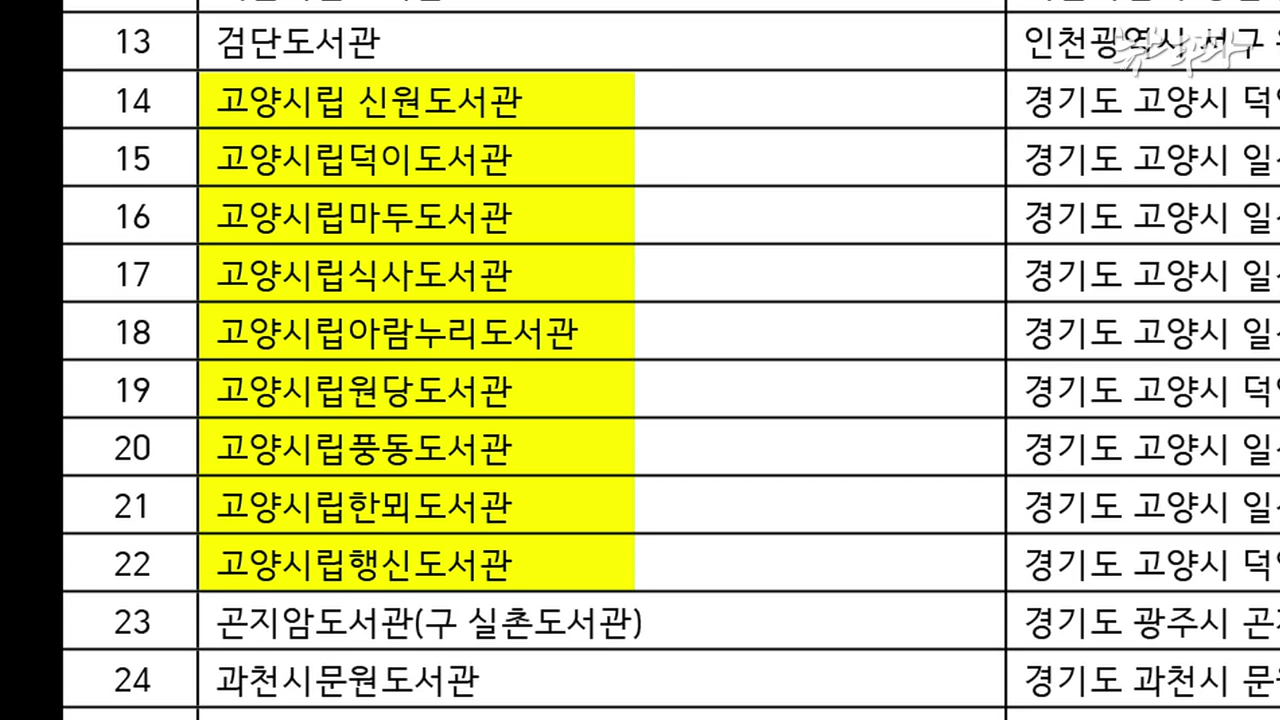 13 검단도서관 인천광역시 서구
14 고양시립 신원도서관 경기도 고양시
15 고양시립덕이도서관 경기도 고양시
16 고양시립마두도서관 경기도 고양시
17 고양시립식사도서관 경기도 고양시
18 고양시립아람누리도서관 경기도 고양시
19 고양시립원당도서관 경기도 고양시
20 고양시립풍동도서관 경기도 고양시
21 고양시립한뫼도서관 경기도 고양시
22 고양시립행신도서관 경기도 고양시
23 곤지암도서관(구 실촌도서관) 경기도 광주시
24 과천시문원도서관 경기도 과천시